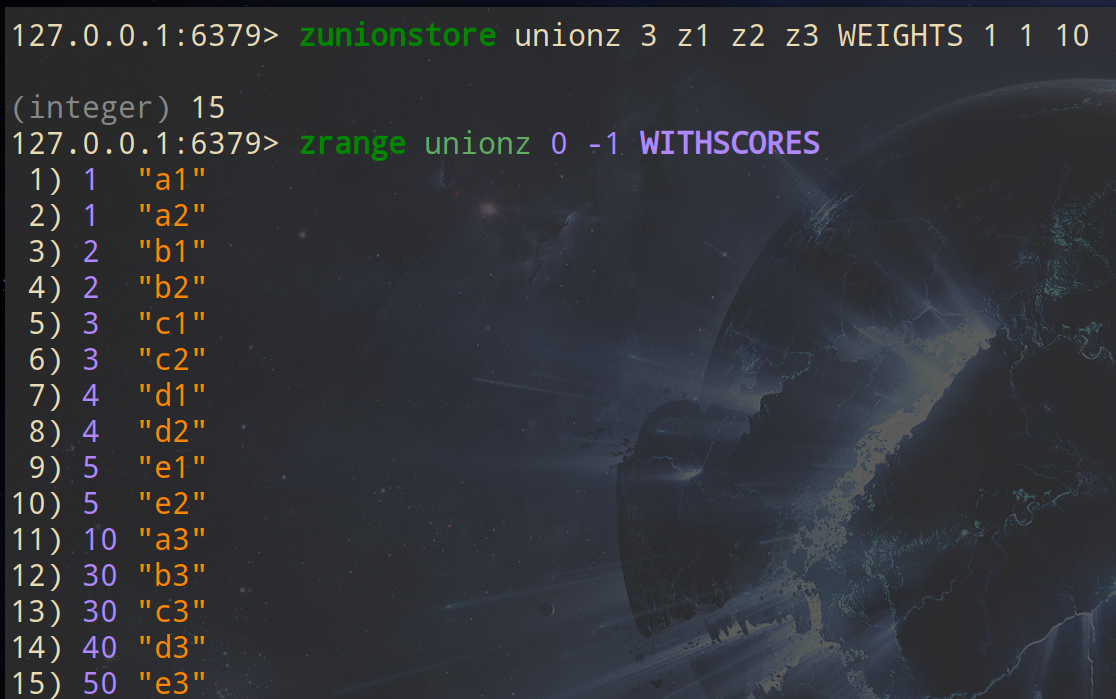 127.0.0.1:6379> zunionstore unionz 3 z1 z2 z3 WEIGHTS 1 1 10
(integer) 15
127.0.0.1:6379> zrange unionz 0 -1 WITHSCORES
1) 1 "a1"
2) 1 "a2"
3) 2 "b1"
4) 2 "b2"
5) 3 "c1"
6) 3 "c2"
7) 4 "d1"
8) 4 "d2"
9) 5 "e1"
10) 5 "e2"
11) 10 "a3"
12) 30 "b3"
13) 30 "c3"
14) 40 "d3"
15) 50 "e3"